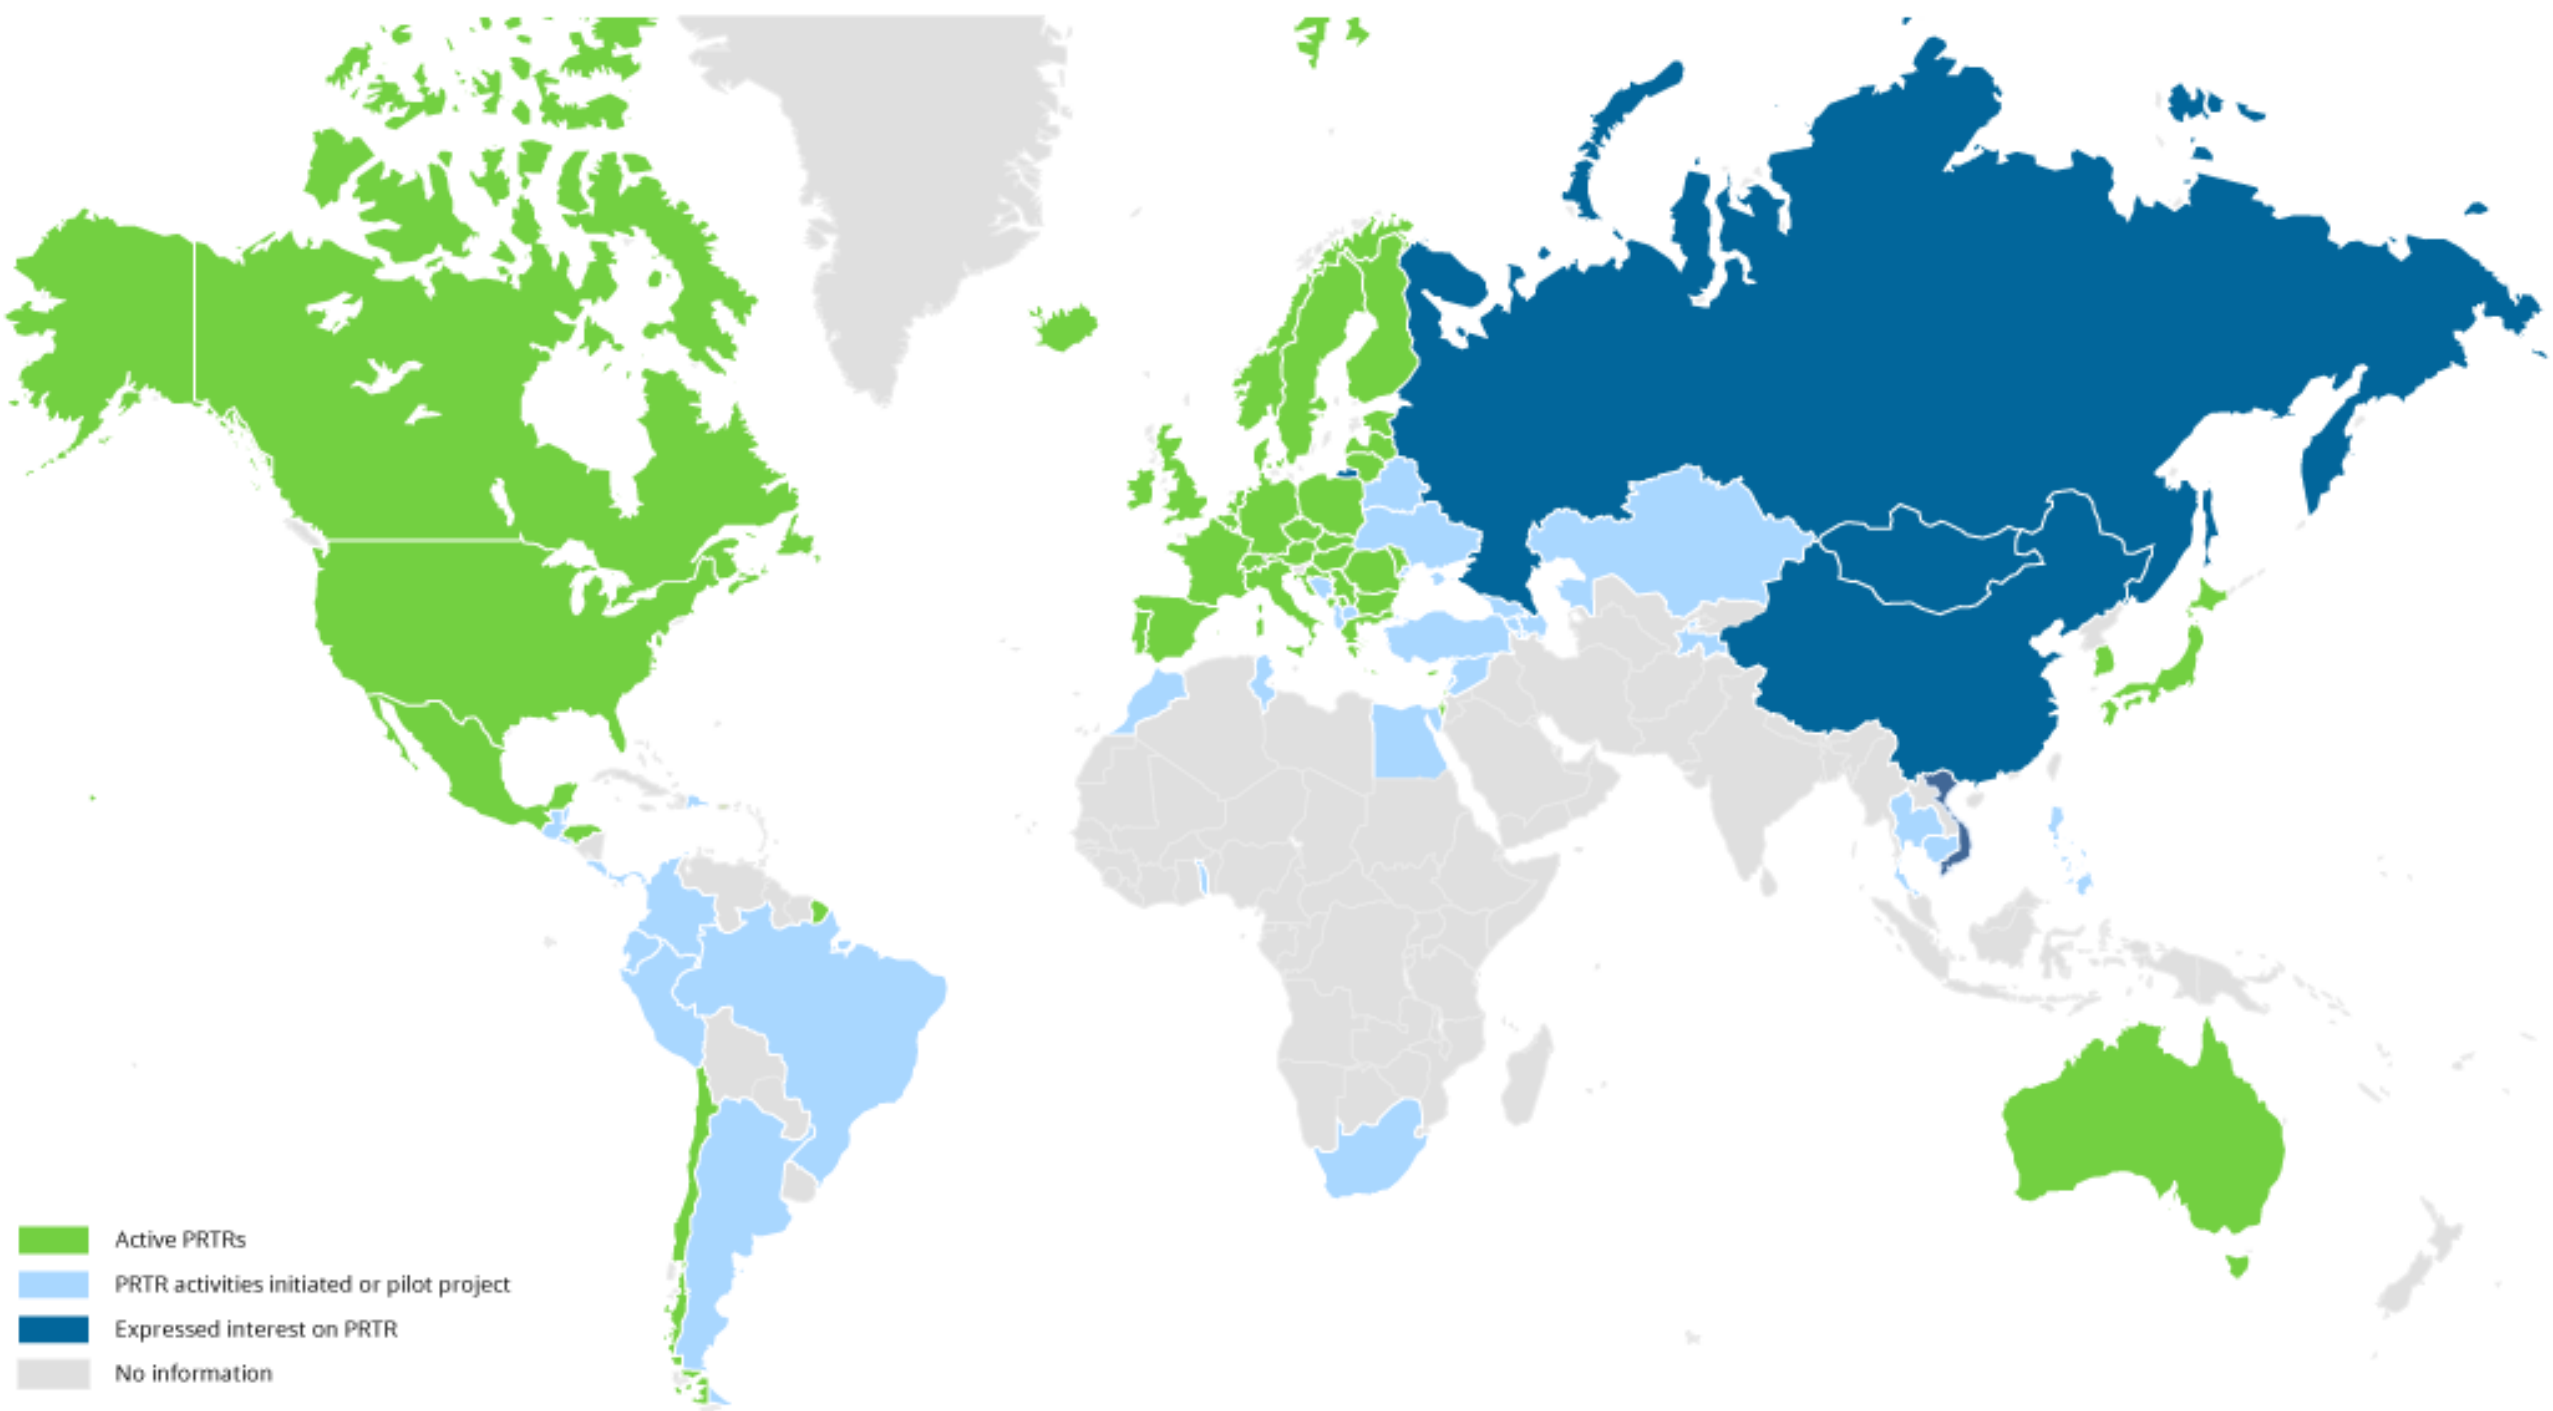 Active PRTRs
PRTR activities initiated or pilot project
Expressed interest on PRTR
No information